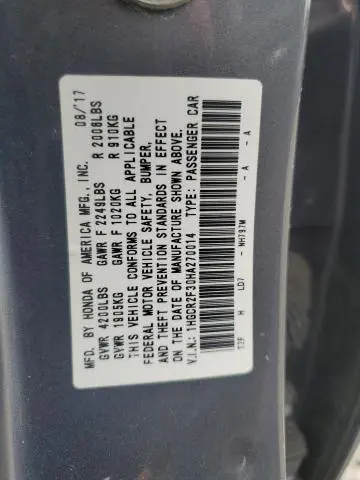 MFD. BY HONDA OF AMERICA MFG., INC. 08/'17
GVWR 4200LBS GAWR F 2249LBS R 2008LBS
GVWR 1905KG GAWR F 1020KG R 910KG
THIS VEHICLE CONFORMS TO ALL APPLICABLE
FEDERAL MOTOR VEHICLE SAFETY, BUMPER,
AND THEFT PREVENTION STANDARDS IN EFFECT
ON THE DATE OF MANUFACTURE SHOWN ABOVE.
V.I.N.: 1HGCR2F30HA270014 TYPE: PASSENGER CAR
T2F H LD7 - NH797M - A - A